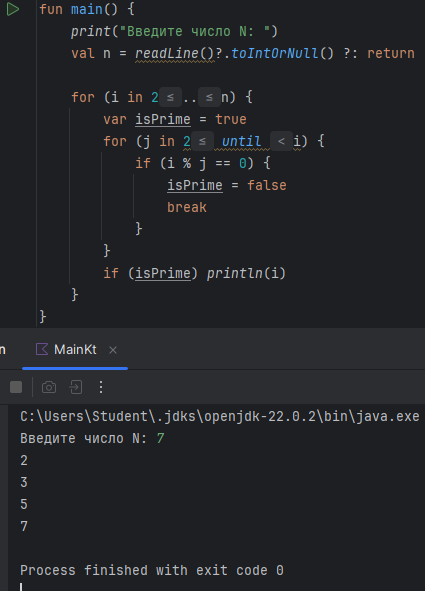 fun main() {
print("Введите число N: ")
val n = readLine()?.toIntOrNull() ?: return
for (i in 2 ≤ .. ≤ n) {
var isPrime = true
for (j in 2 ≤ until < i) {
if (i % j == 0) {
isPrime = false
break
}
}
if (isPrime) println(i)
}
}
n MainKt ×
C:\Users\Student\.jdks\openjdk-22.0.2\bin\java.exe
Введите число N: 7
2
3
5
7
Process finished with exit code 0